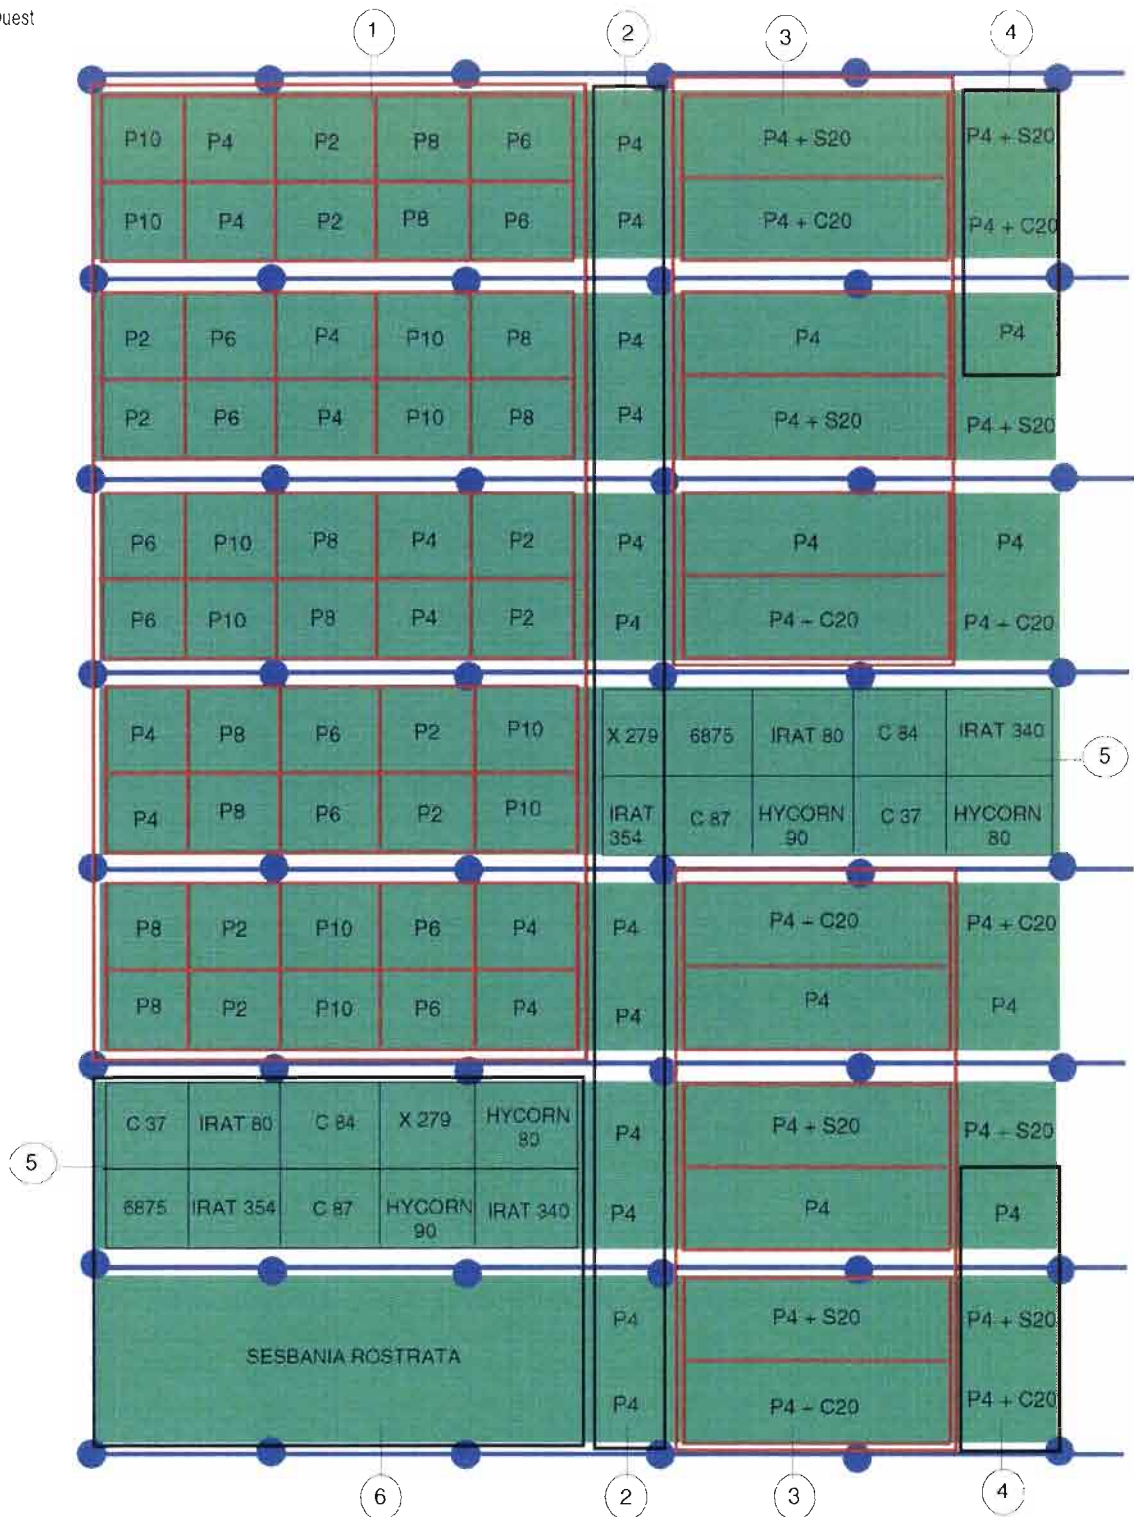 Ouest
1 2 3 4
P10 P4 P2 P8 P6 P4 P4 + S20 P4 + S20
P10 P4 P2 P8 P6 P4 P4 + C20 P4 + C20
P2 P6 P4 P10 P8 P4 P4 P4
P2 P6 P4 P10 P8 P4 P4 + S20 P4 + S20
P6 P10 P8 P4 P2 P4 P4 P4
P6 P10 P8 P4 P2 P4 P4 + C20 P4 + C20
P4 P8 P6 P2 P10 X 279 6875 IRAT 80 C 84 IRAT 340
5
P4 P8 P6 P2 P10 IRAT 354 C 87 HYCORN 90 C 37 HYCORN 80
P8 P2 P10 P6 P4 P4 P4 + C20 P4 + C20
P8 P2 P10 P6 P4 P4 P4 P4
C 37 IRAT 80 C 84 X 279 HYCORN 80 P4 P4 + S20 P4 + S20
5
6875 IRAT 354 C 87 HYCORN 90 IRAT 340 P4 P4 P4
P4 P4 + S20 P4 + S20
SESBANIA ROSTRATA
P4 P4 + C20 P4 + C20
6 2 3 4